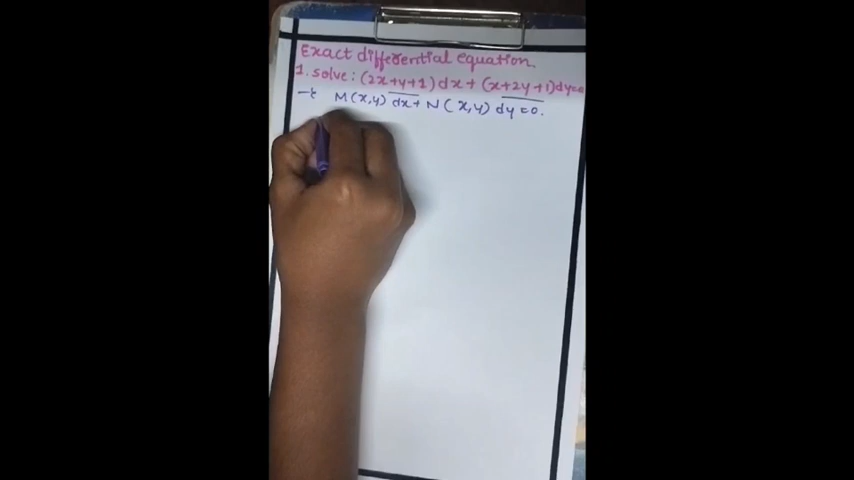 Exact differential equation.
1. solve: (2x+y+1)dx+(x+2y+1)dy=0
M(x,y) dx+ N(x,y) dy =0.